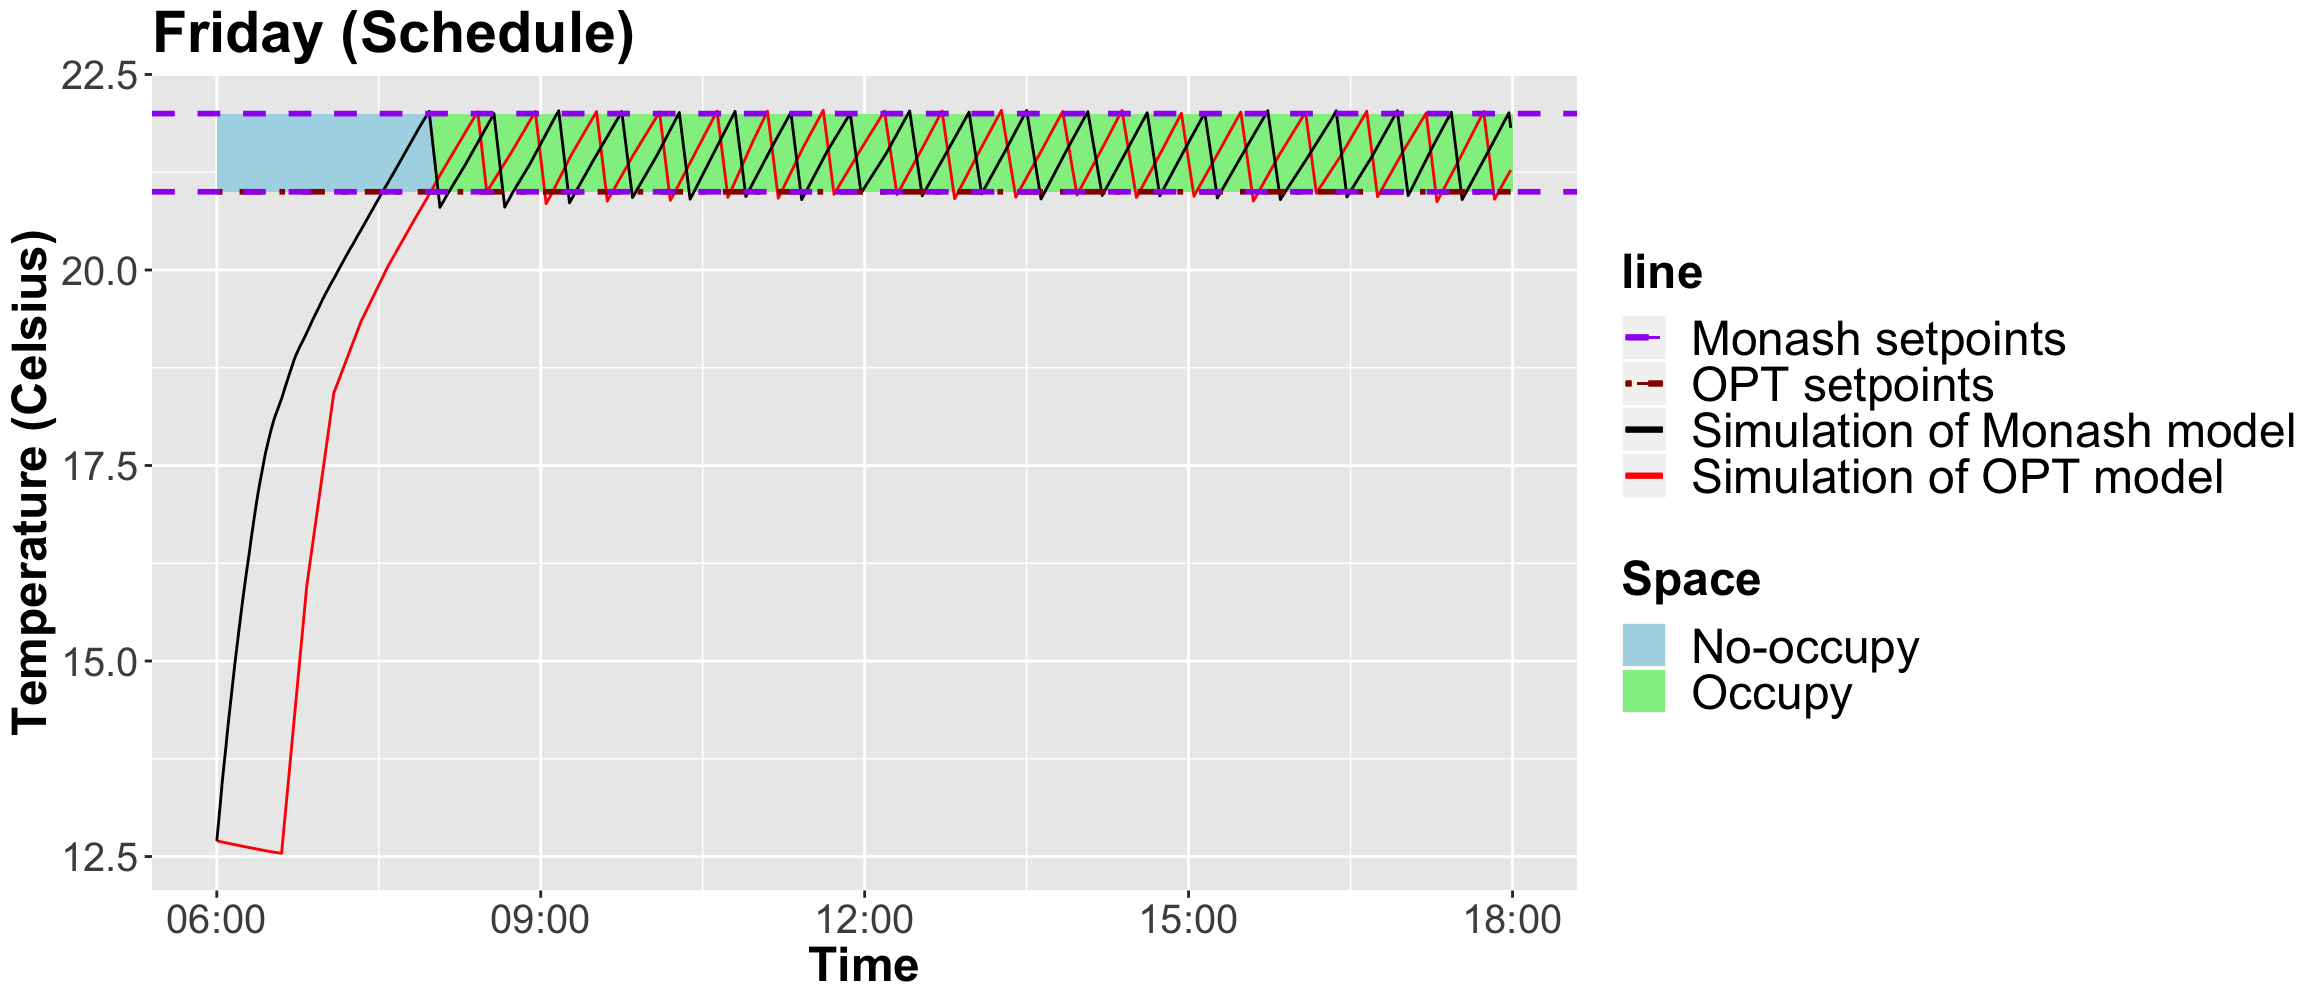 Friday (Schedule)
22.5
20.0
17.5
15.0
12.5
Temperature (Celsius)
06:00
09:00
12:00
15:00
18:00
Time
line
Monash setpoints
OPT setpoints
Simulation of Monash model
Simulation of OPT model
Space
No-occupy
Occupy